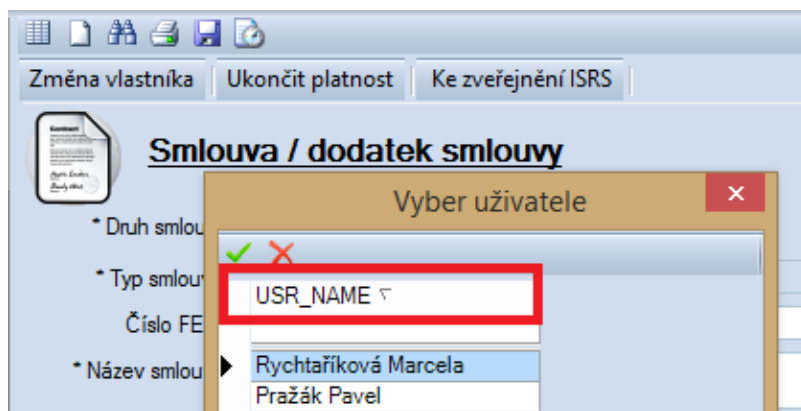 Změna vlastníka Ukončit platnost Ke zveřejnění ISRS
Smlouva / dodatek smlouvy
Vyber uživatele
* Druh smlou
* Typ smlouv
USR_NAME
Číslo FE
* Název smlou
Rychtaříková Marcela
Pražák Pavel